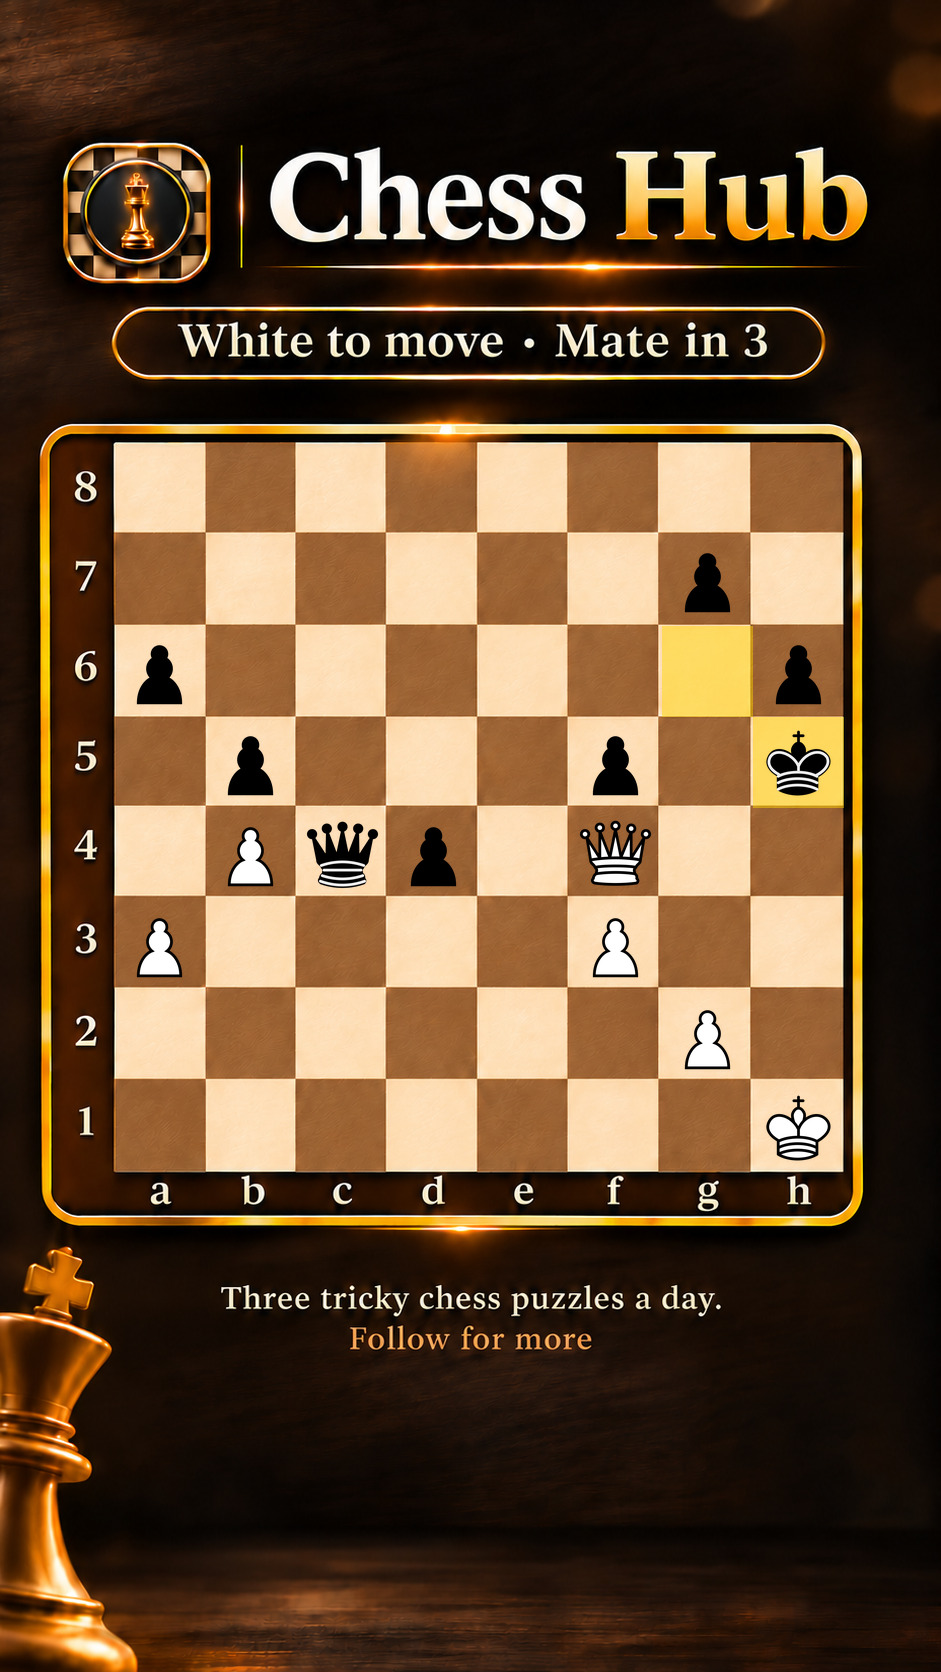 Chess Hub
White to move • Mate in 3
8
7
6
5
4
3
2
1
a b c d e f g h
Three tricky chess puzzles a day.
Follow for more